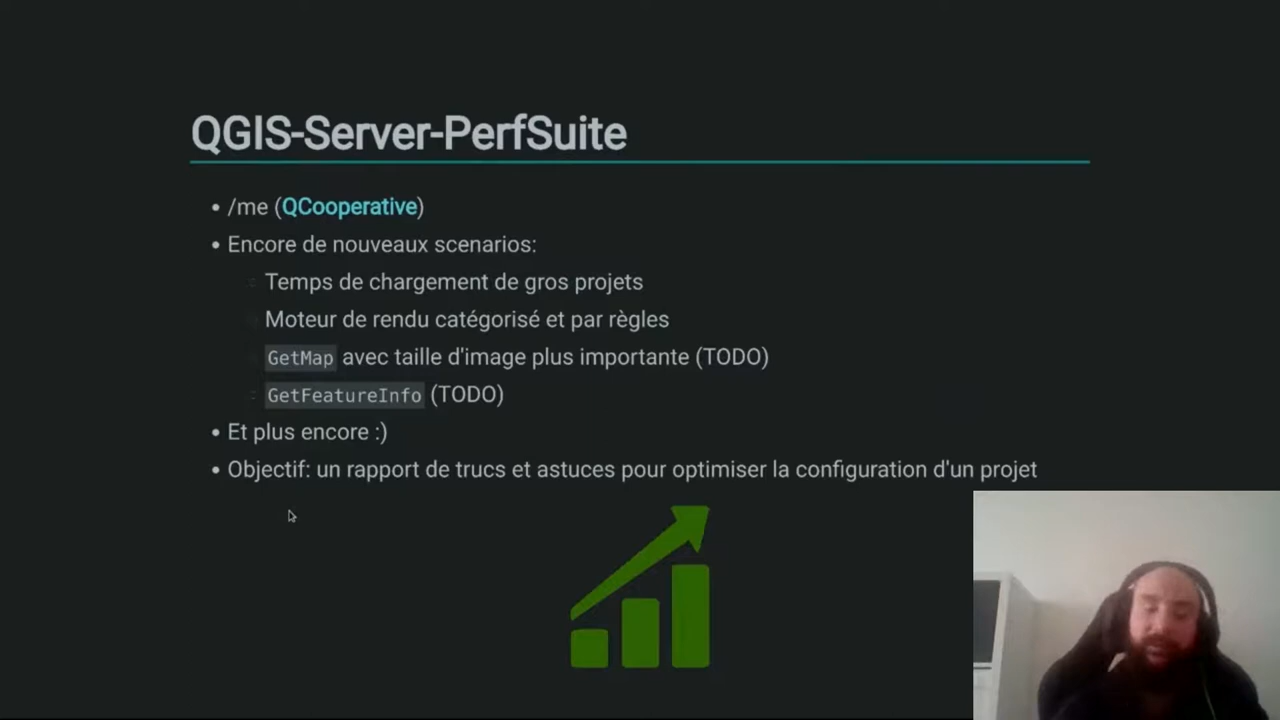 QGIS-Server-PerfSuite
/me (QCooperative)
Encore de nouveaux scenarios:
Temps de chargement de gros projets
Moteur de rendu catégorisé et par règles
GetMap avec taille d'image plus importante (TODO)
GetFeatureInfo (TODO)
Et plus encore :)
Objectif: un rapport de trucs et astuces pour optimiser la configuration d'un projet